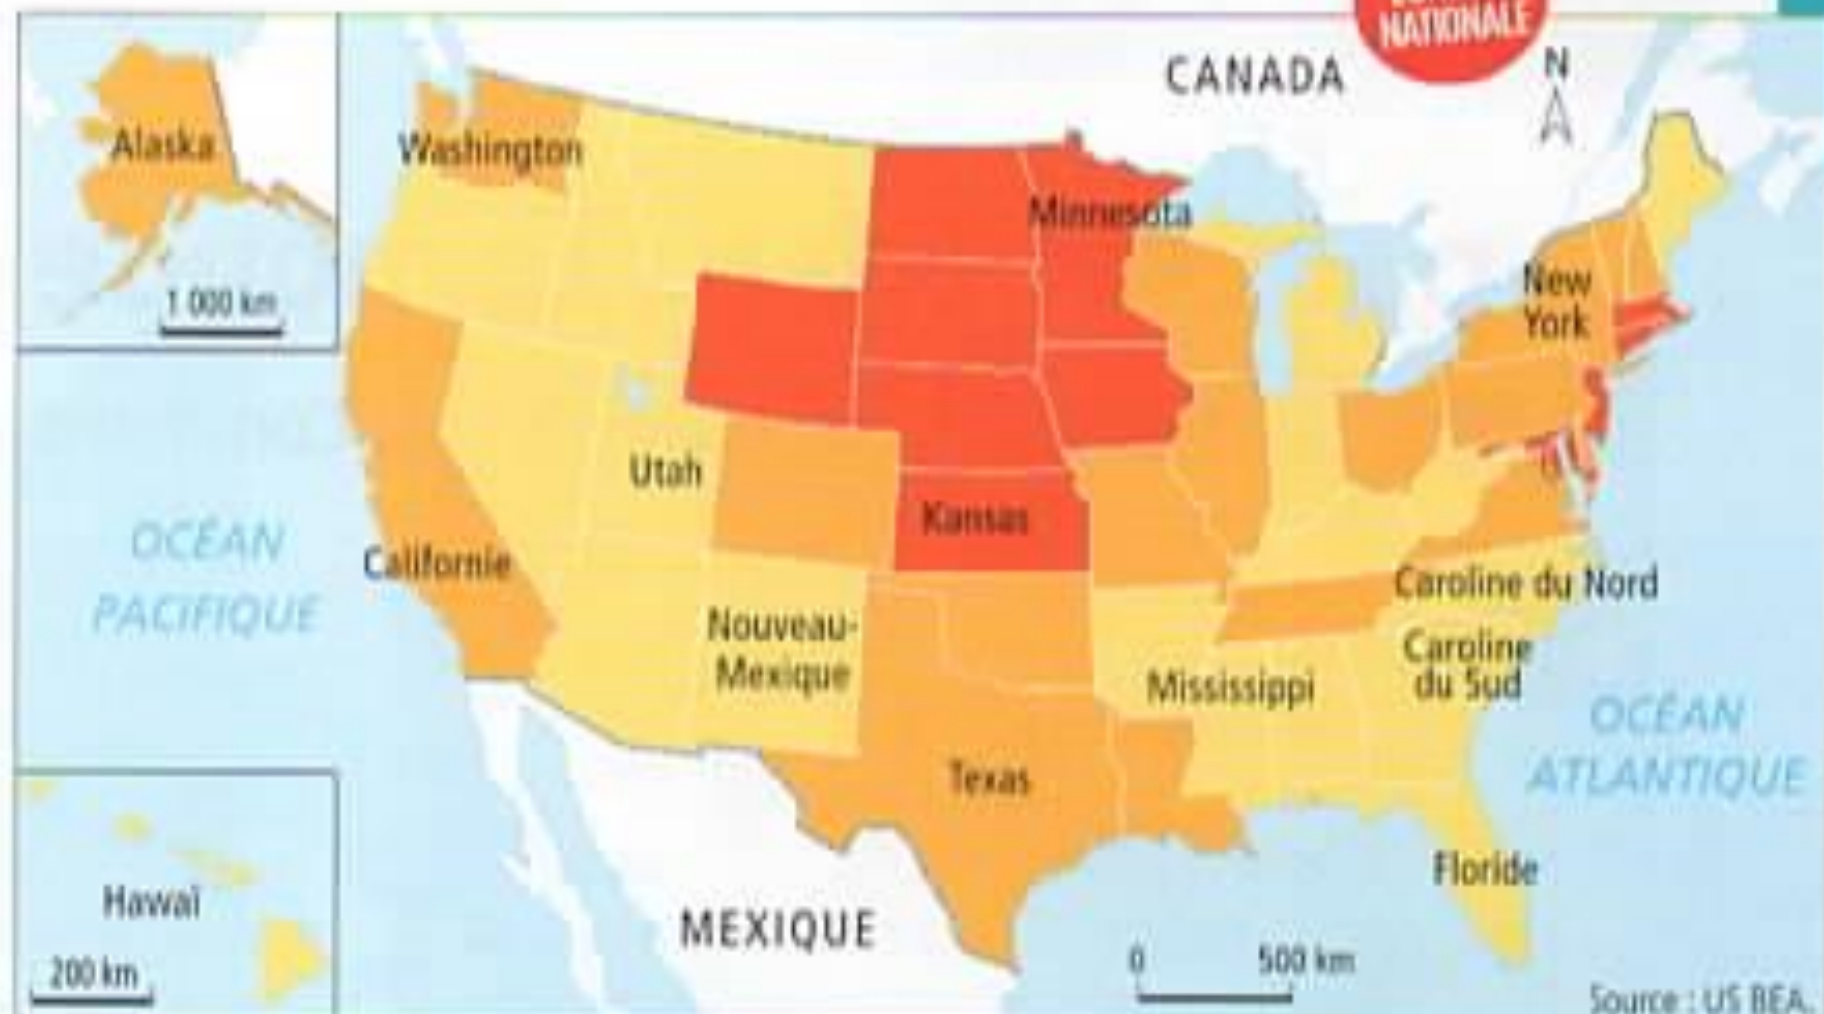 NATIONALE
CANADA
N
Alaska
Washington
Minnesota
1 000 km
New
York
Utah
Kansas
OCÉAN
PACIFIQUE
Californie
Caroline du Nord
Nouveau-
Mexique
Caroline
du Sud
Mississippi
OCÉAN
ATLANTIQUE
Texas
Floride
Hawaï
MEXIQUE
200 km
0 500 km
Source : US BEA.